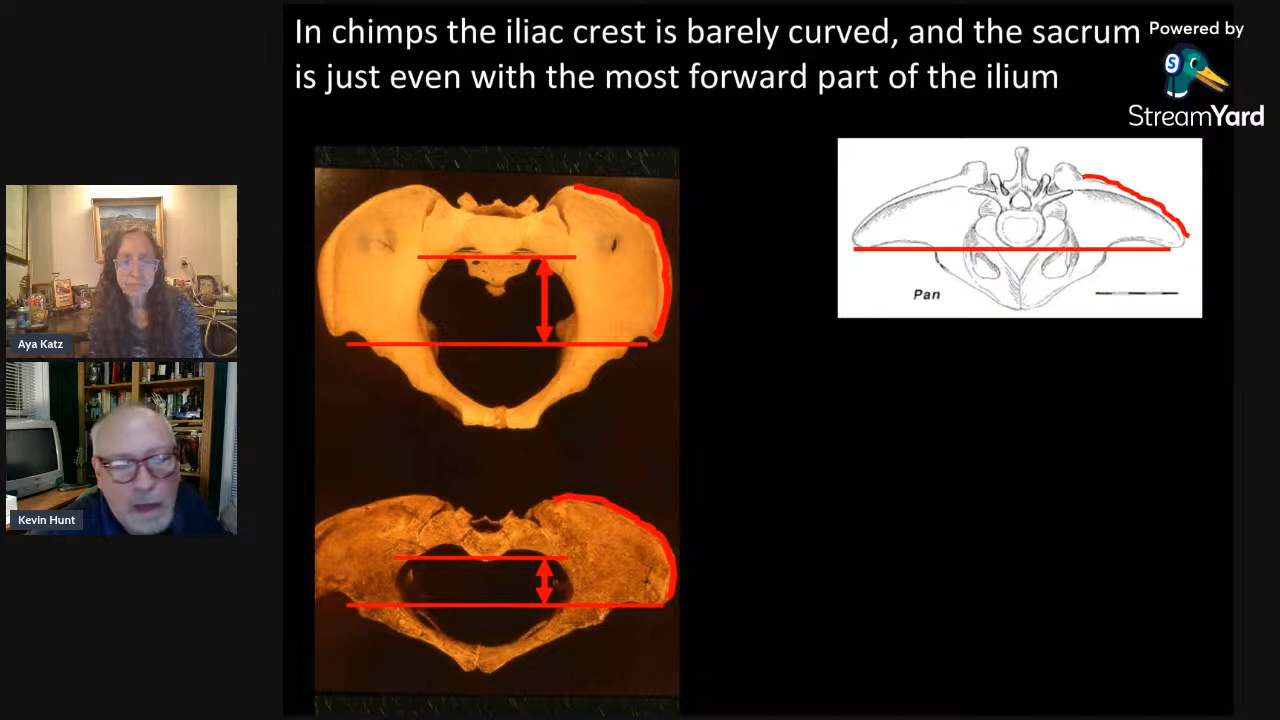 In chimps the iliac crest is barely curved, and the sacrum
is just even with the most forward part of the ilium
Powered by
S
StreamYard
Pan
Aya Katz
Kevin Hunt